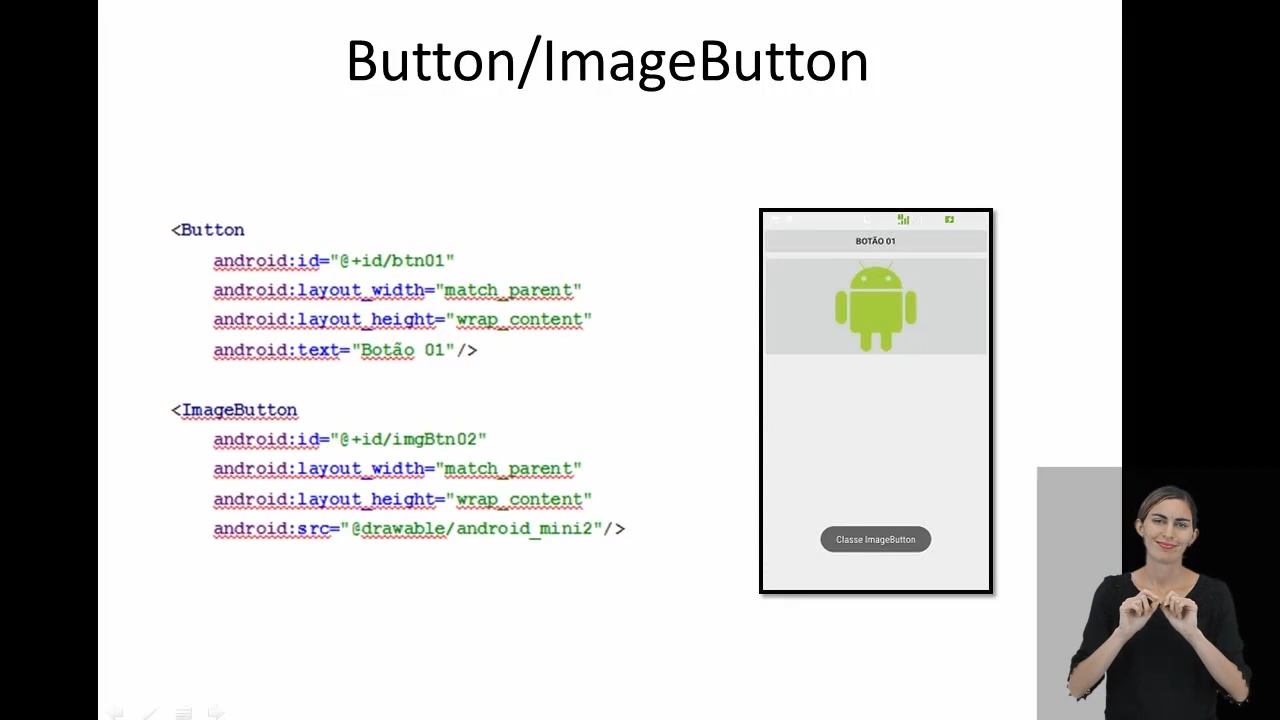 Button/ImageButton
<Button
android:id="@+id/btn01"
android:layout_width="match_parent"
android:layout_height="wrap_content"
android:text="Botão 01"/>
<ImageButton
android:id="@+id/imgBtn02"
android:layout_width="match_parent"
android:layout_height="wrap_content"
android:src="@drawable/android_mini2"/>
BOTÃO 01
Classe ImageButton